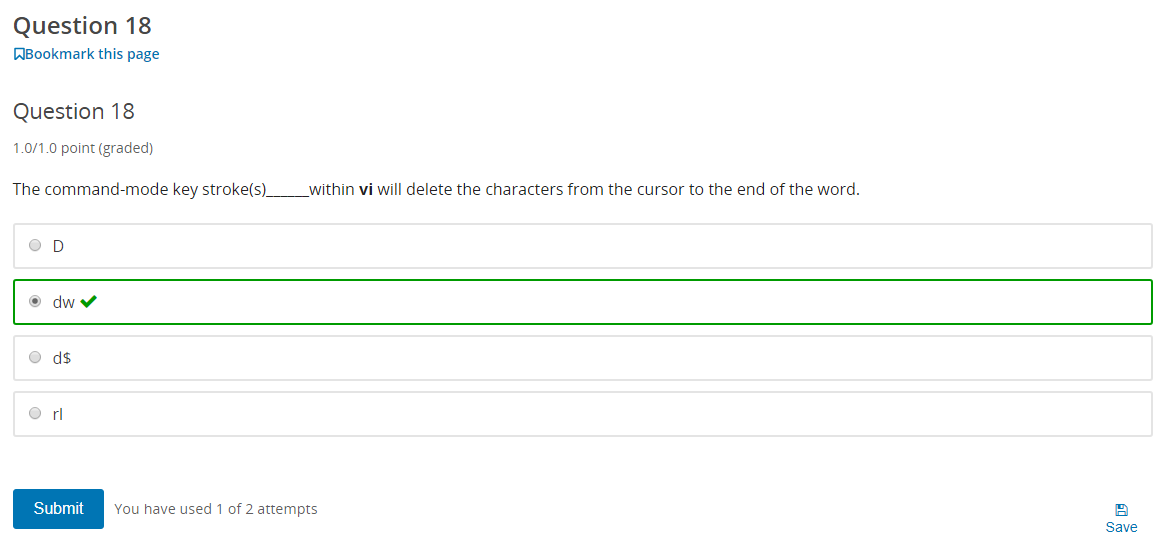 Question 18
Bookmark this page
Question 18
1.0/1.0 point (graded)
The command-mode key stroke(s)______within vi will delete the characters from the cursor to the end of the word.
D
dw
d$
rl
Submit You have used 1 of 2 attempts
Save